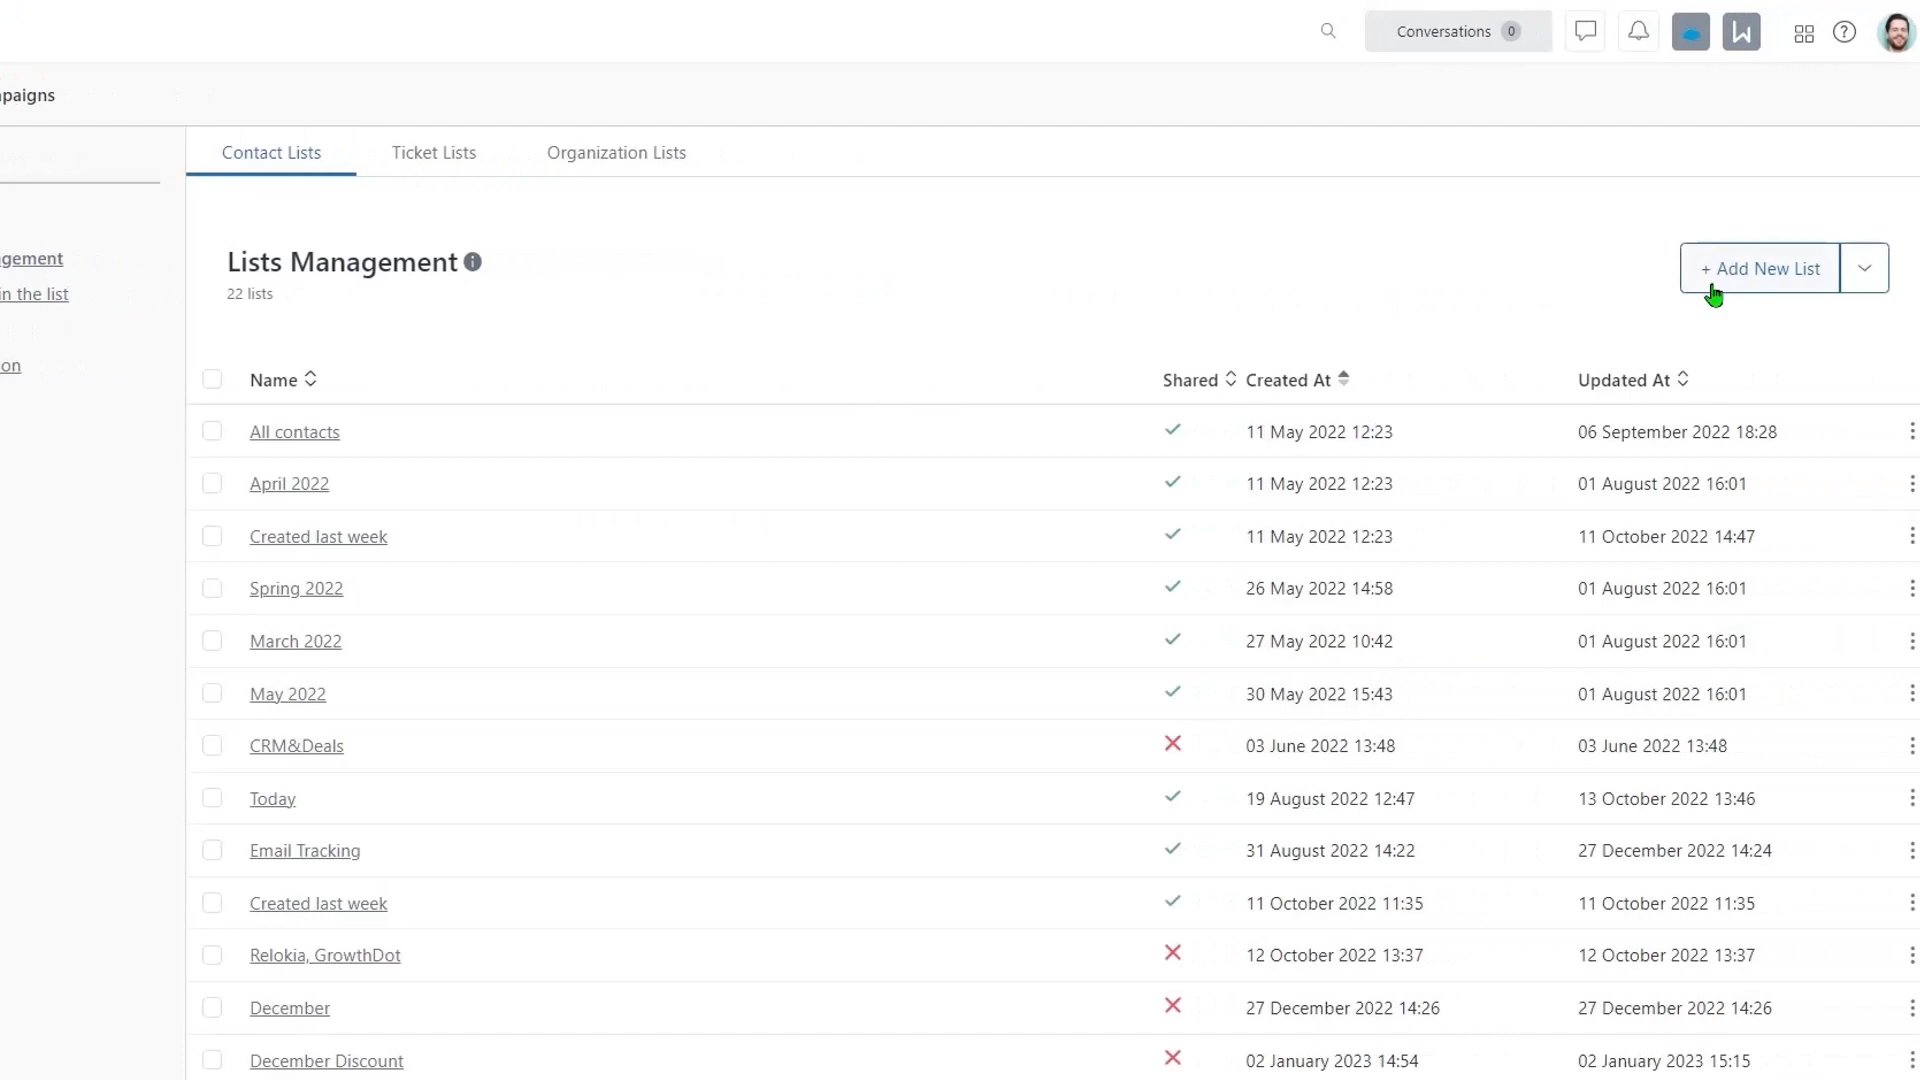 Conversations 0
paigns
Contact Lists Ticket Lists Organization Lists
gement
in the list
on
Lists Management
22 lists
+ Add New List
Name Shared Created At Updated At
All contacts 11 May 2022 12:23 06 September 2022 18:28
April 2022 11 May 2022 12:23 01 August 2022 16:01
Created last week 11 May 2022 12:23 11 October 2022 14:47
Spring 2022 26 May 2022 14:58 01 August 2022 16:01
March 2022 27 May 2022 10:42 01 August 2022 16:01
May 2022 30 May 2022 15:43 01 August 2022 16:01
CRM&Deals 03 June 2022 13:48 03 June 2022 13:48
Today 19 August 2022 12:47 13 October 2022 13:46
Email Tracking 31 August 2022 14:22 27 December 2022 14:24
Created last week 11 October 2022 11:35 11 October 2022 11:35
Relokia, GrowthDot 12 October 2022 13:37 12 October 2022 13:37
December 27 December 2022 14:26 27 December 2022 14:26
December Discount 02 January 2023 14:54 02 January 2023 15:15